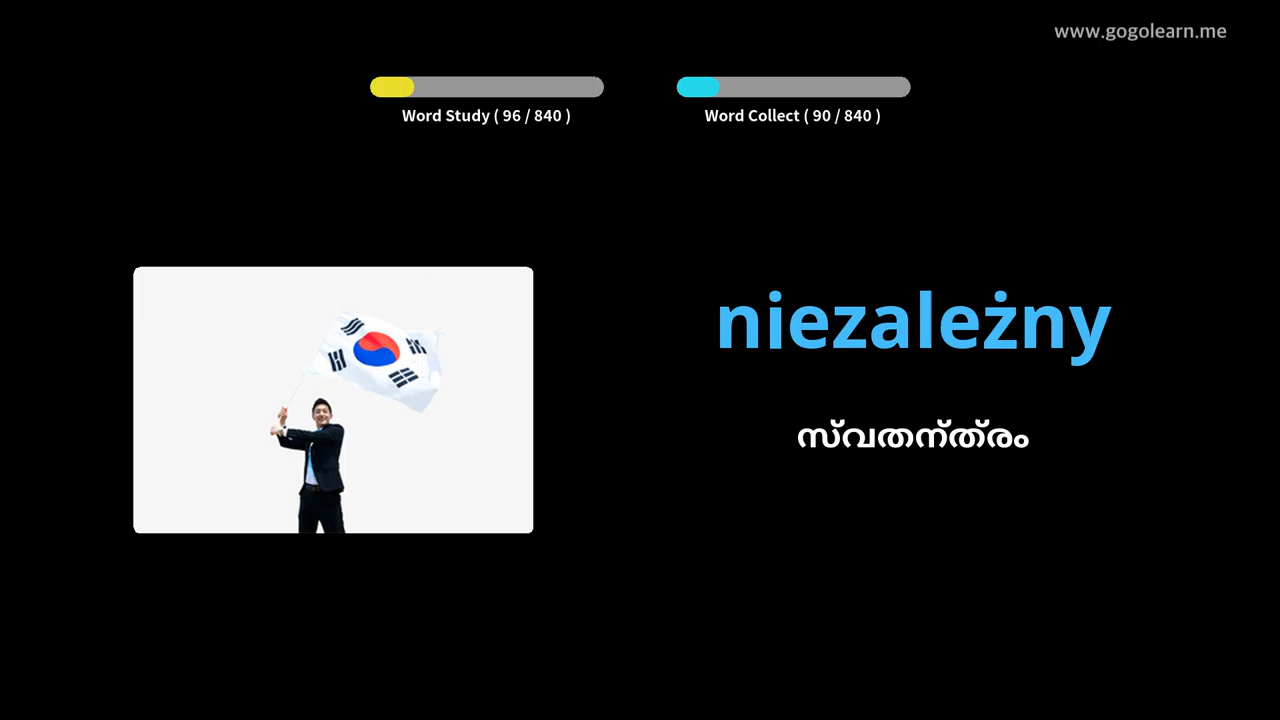 www.gogolearn.me
Word Study ( 96 / 840 )
Word Collect ( 90 / 840 )
niezależny
സ്വതന്ത്രം